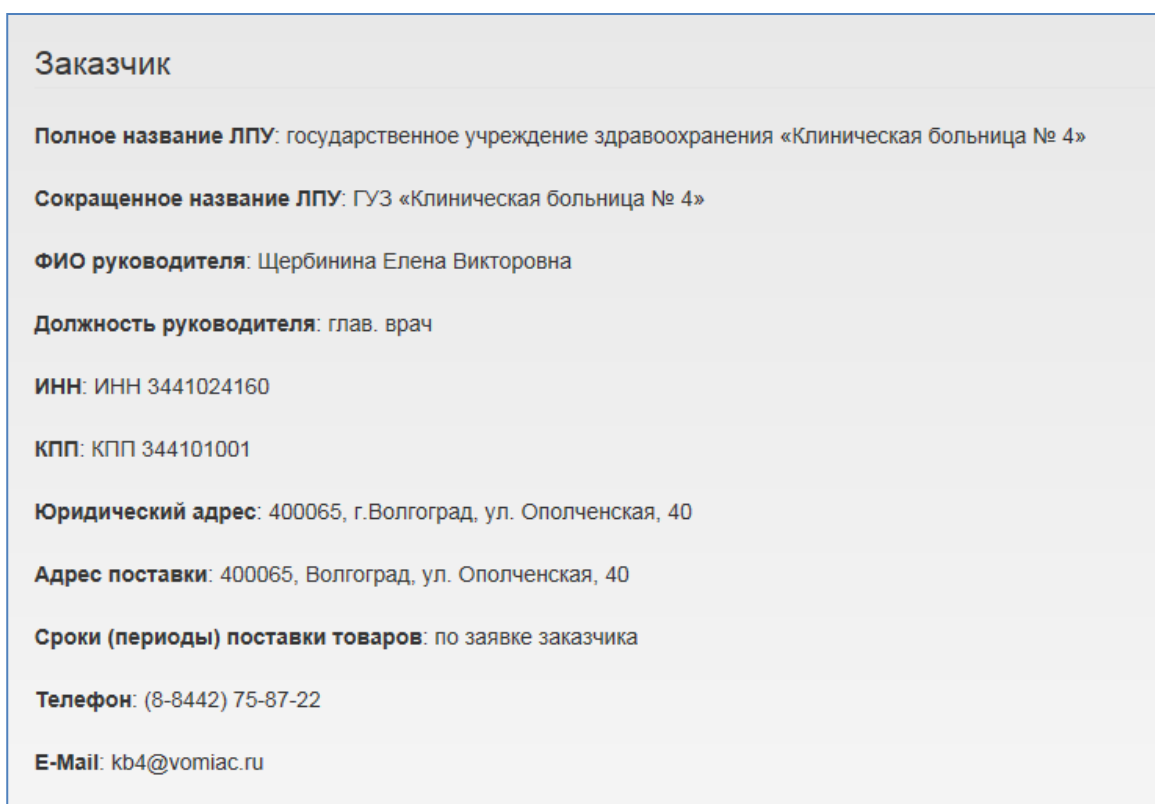 Заказчик
Полное название ЛПУ: государственное учреждение здравоохранения «Клиническая больница № 4»
Сокращенное название ЛПУ: ГУЗ «Клиническая больница № 4»
ФИО руководителя: Щербинина Елена Викторовна
Должность руководителя: глав. врач
ИНН: ИНН 3441024160
КПП: КПП 344101001
Юридический адрес: 400065, г.Волгоград, ул. Ополченская, 40
Адрес поставки: 400065, Волгоград, ул. Ополченская, 40
Сроки (периоды) поставки товаров: по заявке заказчика
Телефон: (8-8442) 75-87-22
E-Mail: kb4@vomiac.ru